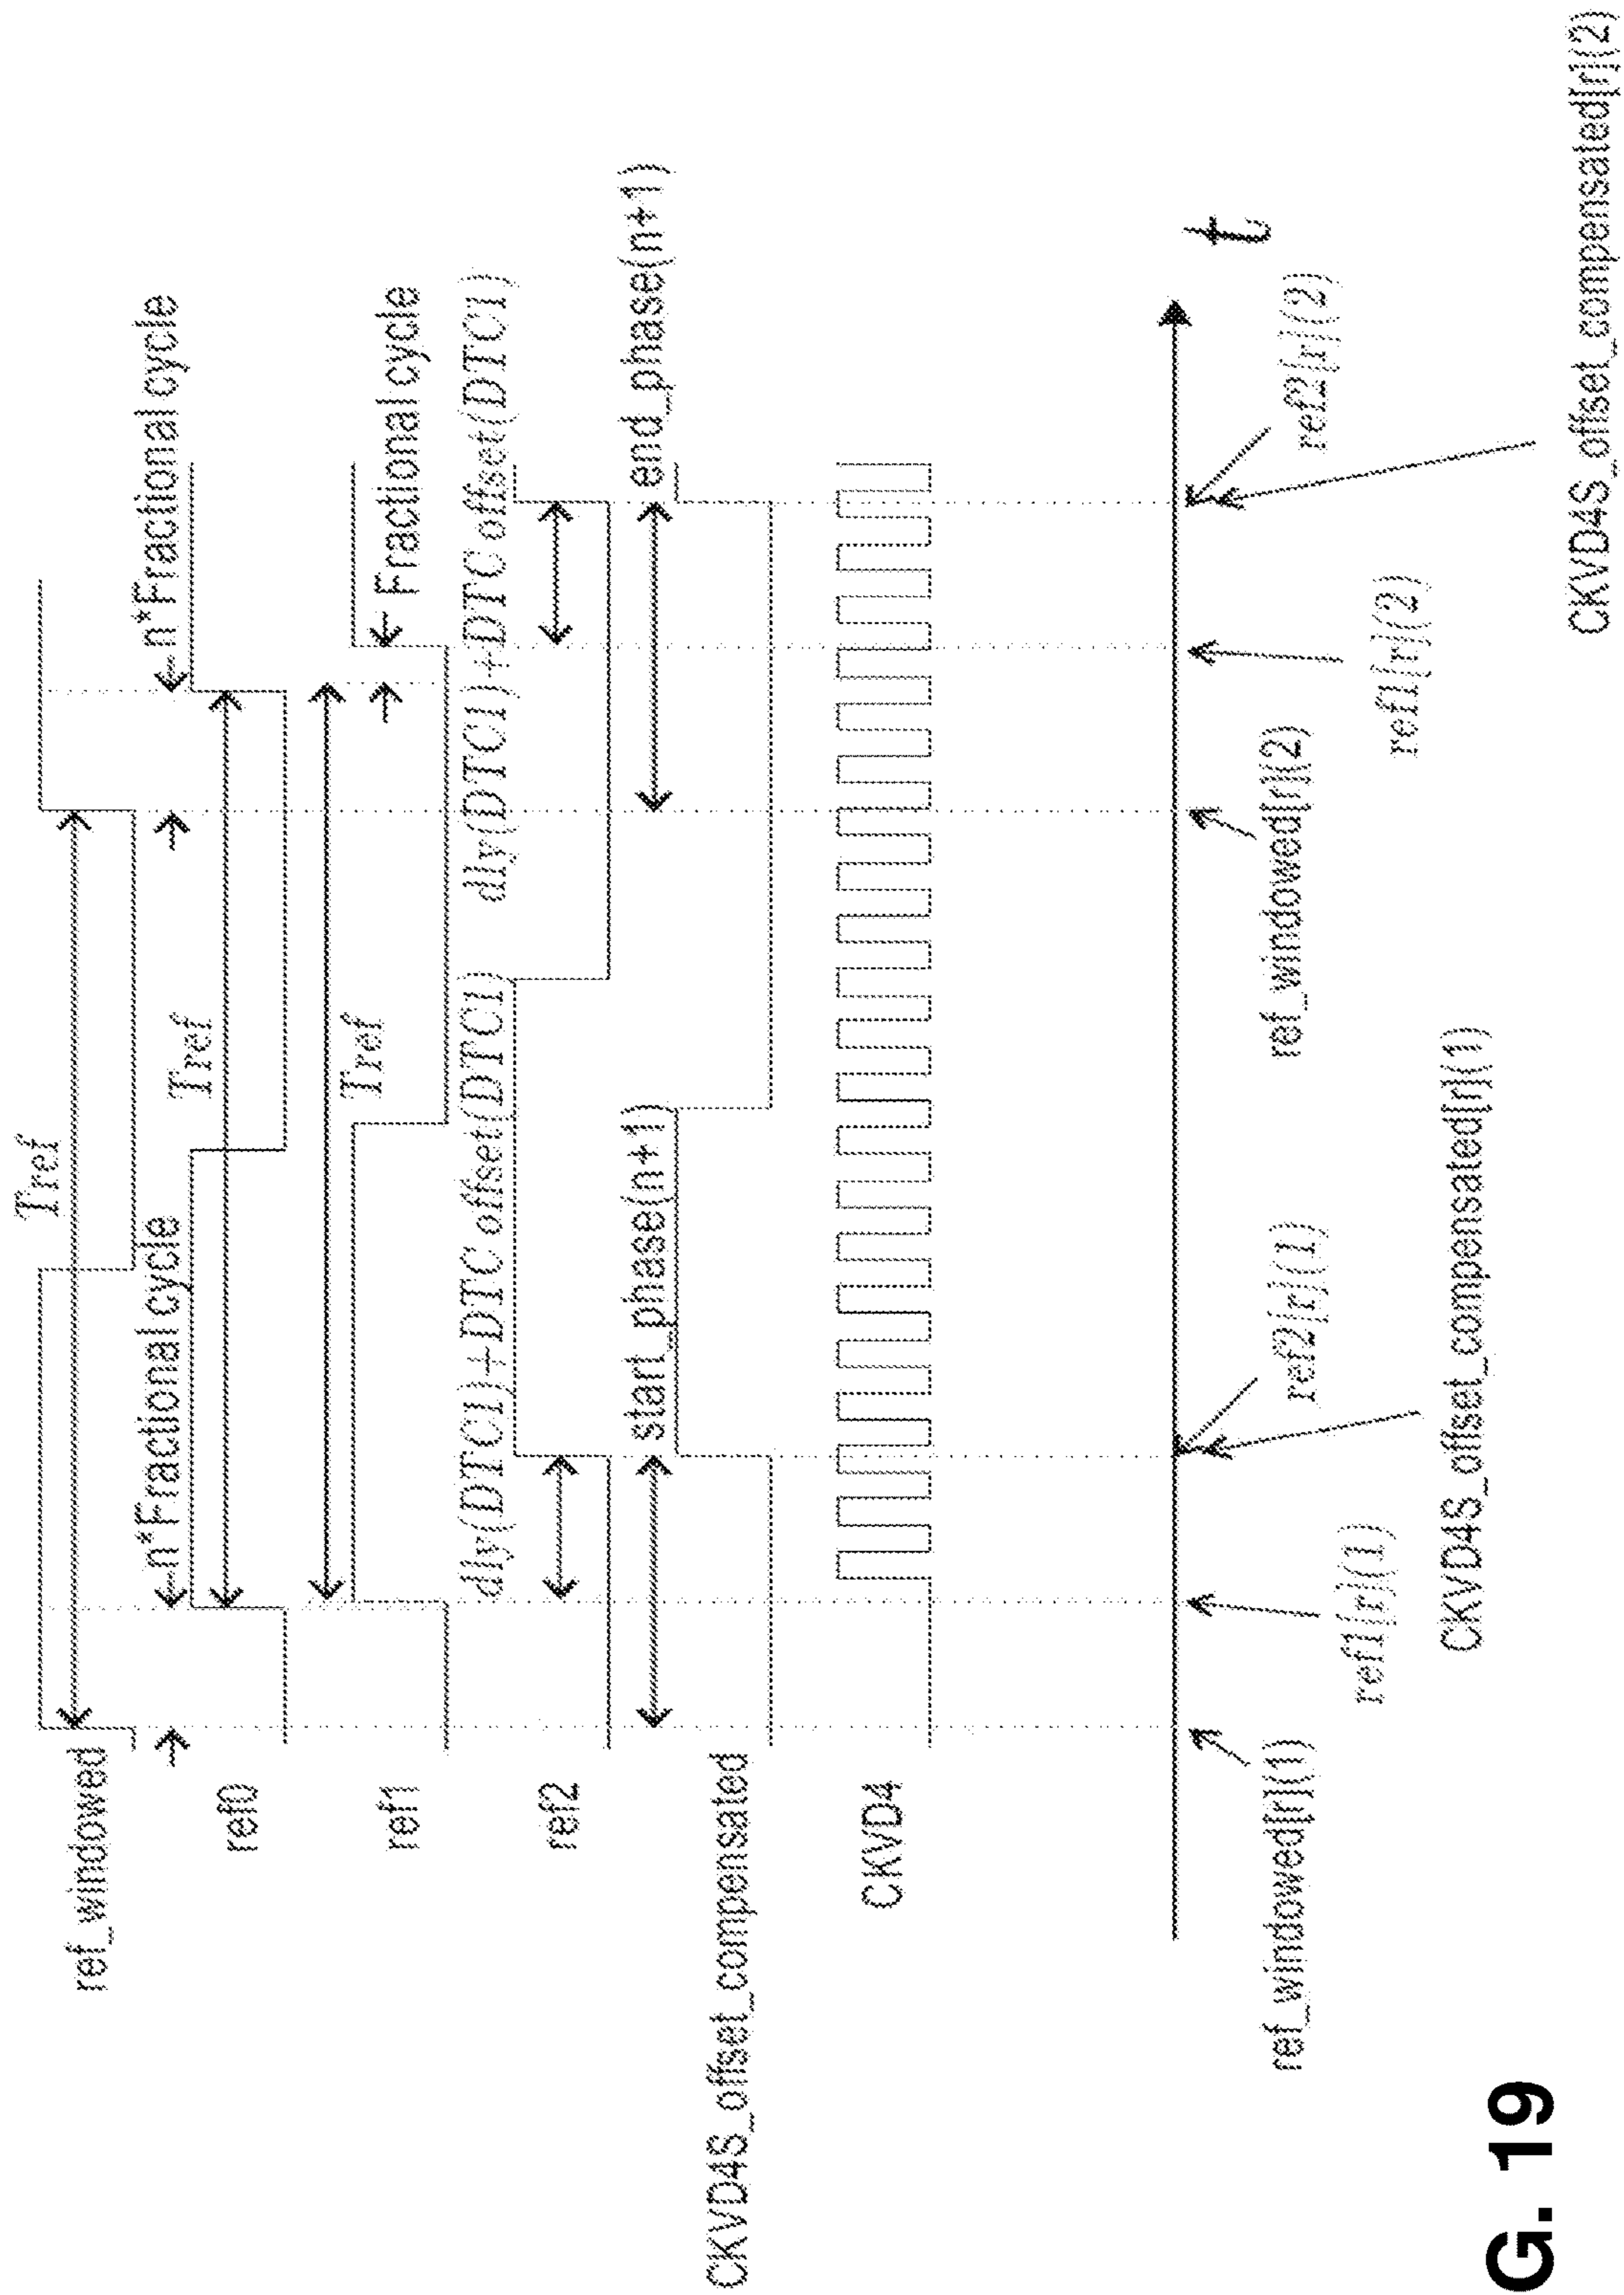 Tref
ref_windowed
n*Fractional cycle
n*Fractional cycle
Tref
ref0
Tref
Fractional cycle
ref1
dly(DTC1)+DTC offset(DTC1)
dly(DTC1)+DTC offset(DTC1)
ref2
start_phase(n+1)
end_phase(n+1)
CKVD4S_offset_compensated
CKVD4
t
ref_windowed[r](1)
ref2[r](1)
ref_windowed[r](2)
ref2[r](2)
ref1[r](1)
ref1[r](2)
CKVD4S_offset_compensated[r](1)
CKVD4S_offset_compensated[r](2)
G. 19